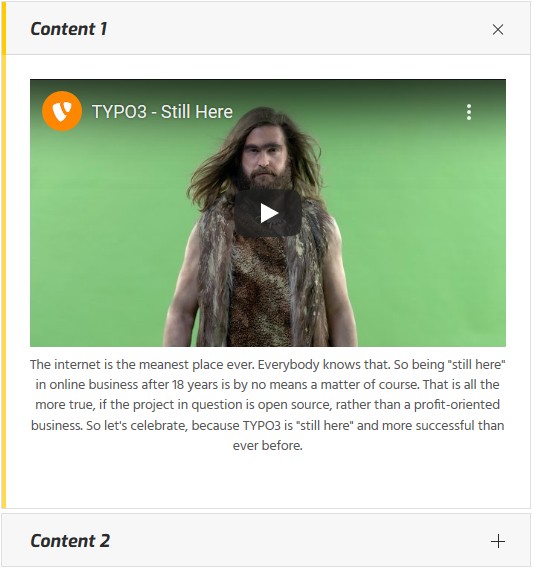 Content 1
TYPO3 - Still Here
The internet is the meanest place ever. Everybody knows that. So being "still here"
in online business after 18 years is by no means a matter of course. That is all the
more true, if the project in question is open source, rather than a profit-oriented
business. So let's celebrate, because TYPO3 is "still here" and more successful than
ever before.
Content 2